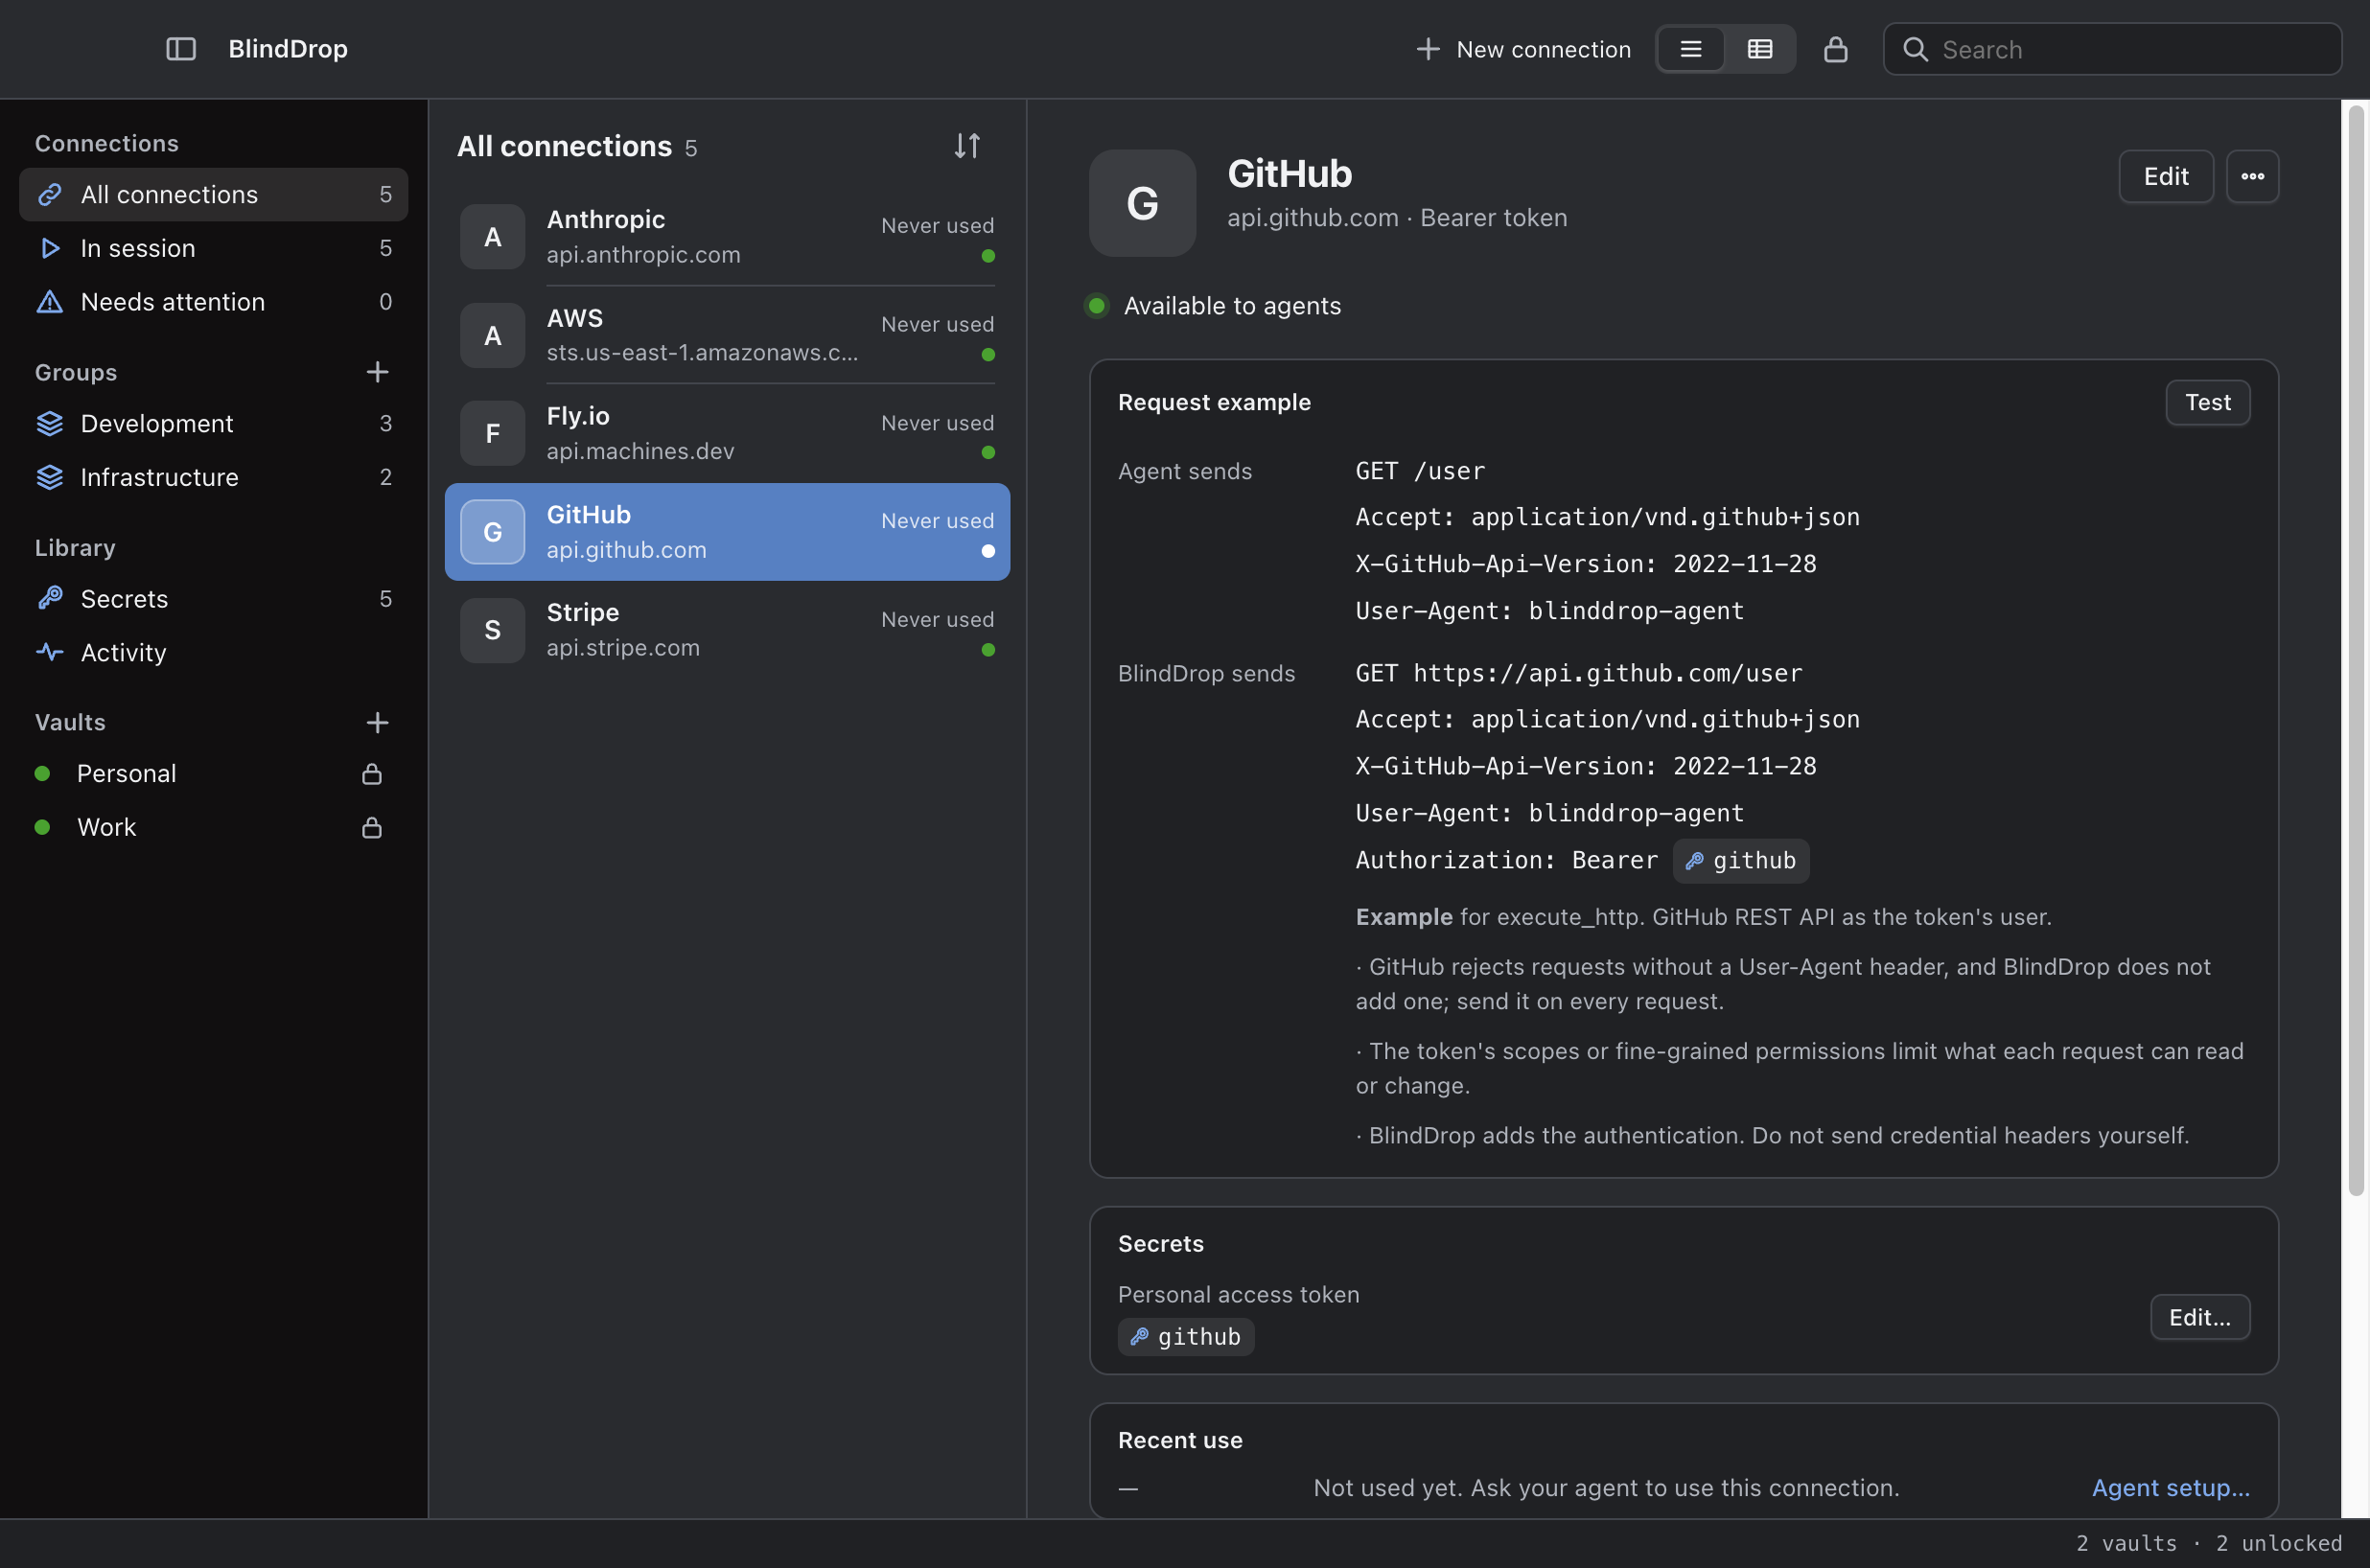 BlindDrop
New connection
Search
Connections
All connections 5
In session 5
Needs attention 0
Groups
Development 3
Infrastructure 2
Library
Secrets 5
Activity
Vaults
Personal
Work
All connections 5
A
Anthropic
Never used
api.anthropic.com
A
AWS
Never used
sts.us-east-1.amazonaws.c...
F
Fly.io
Never used
api.machines.dev
G
GitHub
Never used
api.github.com
S
Stripe
Never used
api.stripe.com
G
GitHub
api.github.com · Bearer token
Edit
Available to agents
Request example
Test
Agent sends
GET /user
Accept: application/vnd.github+json
X-GitHub-Api-Version: 2022-11-28
User-Agent: blinddrop-agent
BlindDrop sends
GET https://api.github.com/user
Accept: application/vnd.github+json
X-GitHub-Api-Version: 2022-11-28
User-Agent: blinddrop-agent
Authorization: Bearer github
Example for execute_http. GitHub REST API as the token's user.
· GitHub rejects requests without a User-Agent header, and BlindDrop does not
add one; send it on every request.
· The token's scopes or fine-grained permissions limit what each request can read
or change.
· BlindDrop adds the authentication. Do not send credential headers yourself.
Secrets
Personal access token
github
Edit...
Recent use
— Not used yet. Ask your agent to use this connection.
Agent setup...
2 vaults · 2 unlocked